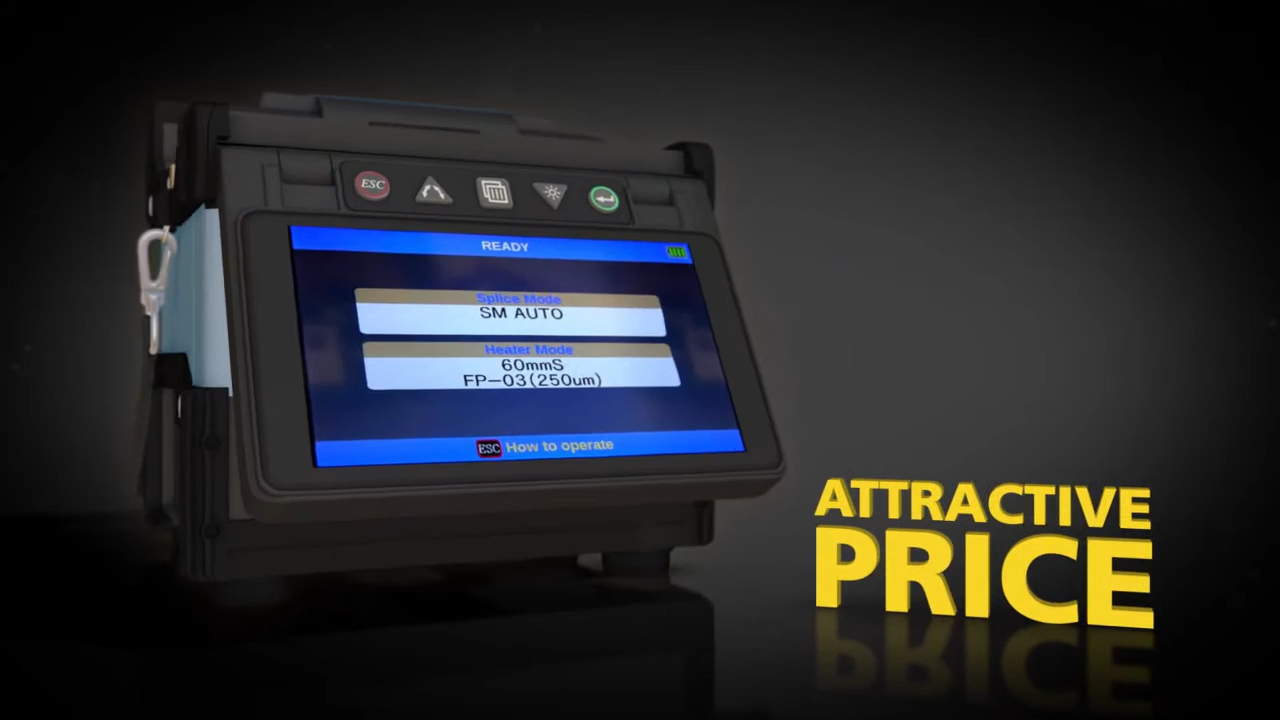 ESC
READY
Splice Mode
SM AUTO
Heater Mode
60mmS
FP-03(250um)
ESC How to operate
ATTRACTIVE
PRICE